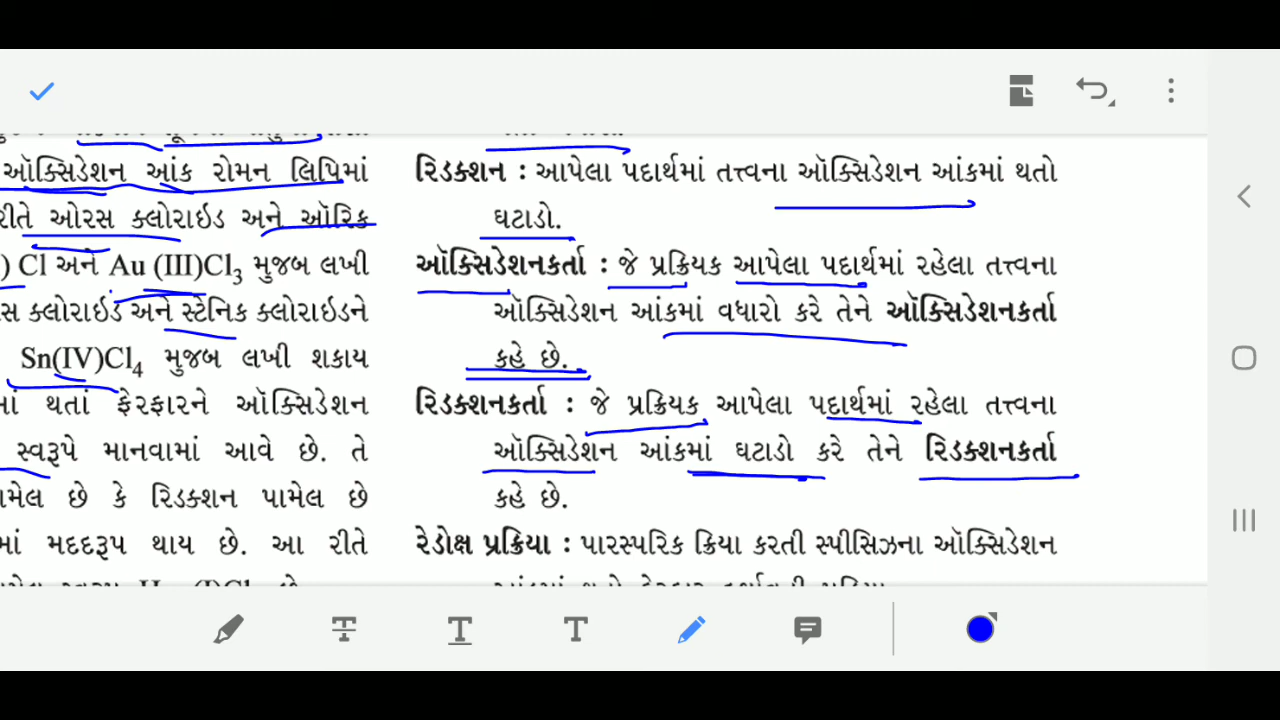 ઑક્સિડેશન આંક રોમન લિપિમાં
રીતે ઓરસ ક્લોરાઇડ અને ઑરિક
) Cl અને Au (III)Cl₃ મુજબ લખી
સ ક્લોરાઇડ અને સ્ટેનિક ક્લોરાઇડને
Sn(IV)Cl₄ મુજબ લખી શકાય
માં થતાં ફેરફારને ઑક્સિડેશન
સ્વરૂપે માનવામાં આવે છે. તે
ામેલ છે કે રિડક્શન પામેલ છે
માં મદદરૂપ થાય છે. આ રીતે
રિડક્શન : આપેલા પદાર્થમાં તત્ત્વના ઑક્સિડેશન આંકમાં થતો
ઘટાડો.
ઑક્સિડેશનકર્તા : જે પ્રક્રિયક આપેલા પદાર્થમાં રહેલા તત્ત્વના
ઑક્સિડેશન આંકમાં વધારો કરે તેને ઑક્સિડેશનકર્તા
કહે છે.
રિડક્શનકર્તા : જે પ્રક્રિયક આપેલા પદાર્થમાં રહેલા તત્ત્વના
ઑક્સિડેશન આંકમાં ઘટાડો કરે તેને રિડક્શનકર્તા
કહે છે.
રેડોક્ષ પ્રક્રિયા : પારસ્પરિક ક્રિયા કરતી સ્પીસિઝના ઑક્સિડેશન